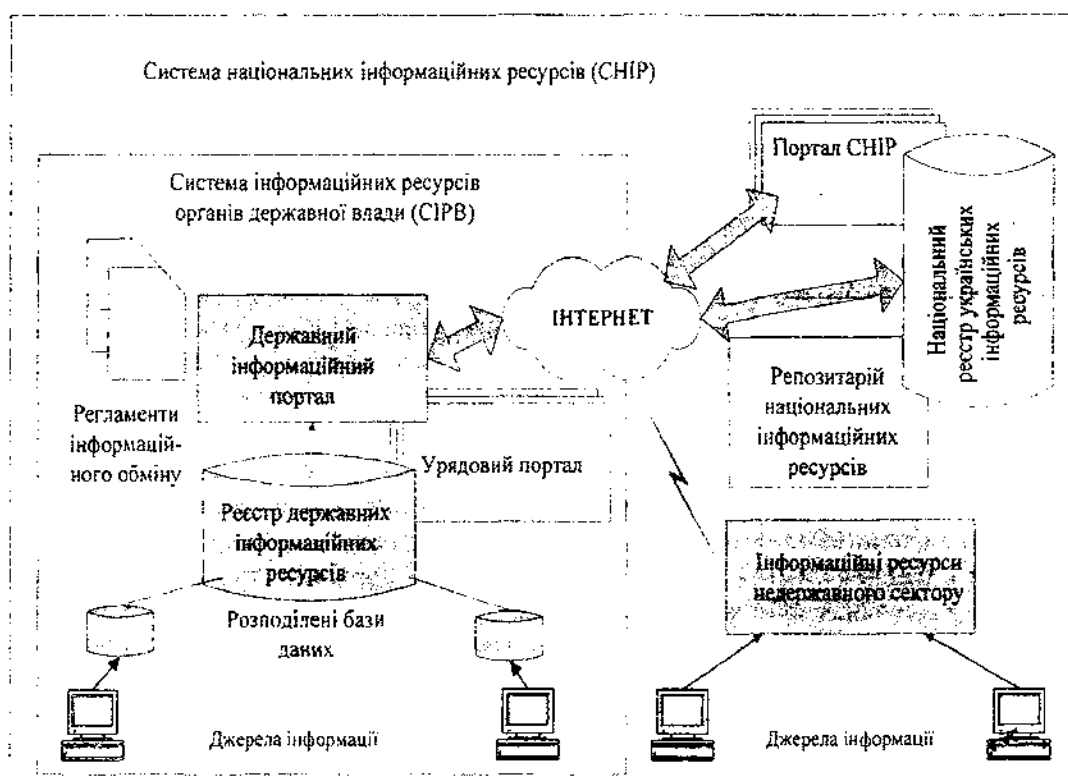 Система національних інформаційних ресурсів (СНІР)
Портал СНІР
Система інформаційних ресурсів
органів державної влади (СІРВ)
Національний
реєстр українських
інформаційних
ресурсів
ІНТЕРНЕТ
Державний
інформаційний
портал
Регламенти
інформацій-
ного обміну
Репозитарій
національних
інформаційних
ресурсів
Урядовий портал
Реєстр державних
інформаційних
ресурсів
Інформаційні ресурси
недержавного сектору
Розподілені бази
даних
Джерела інформації
Джерела інформації